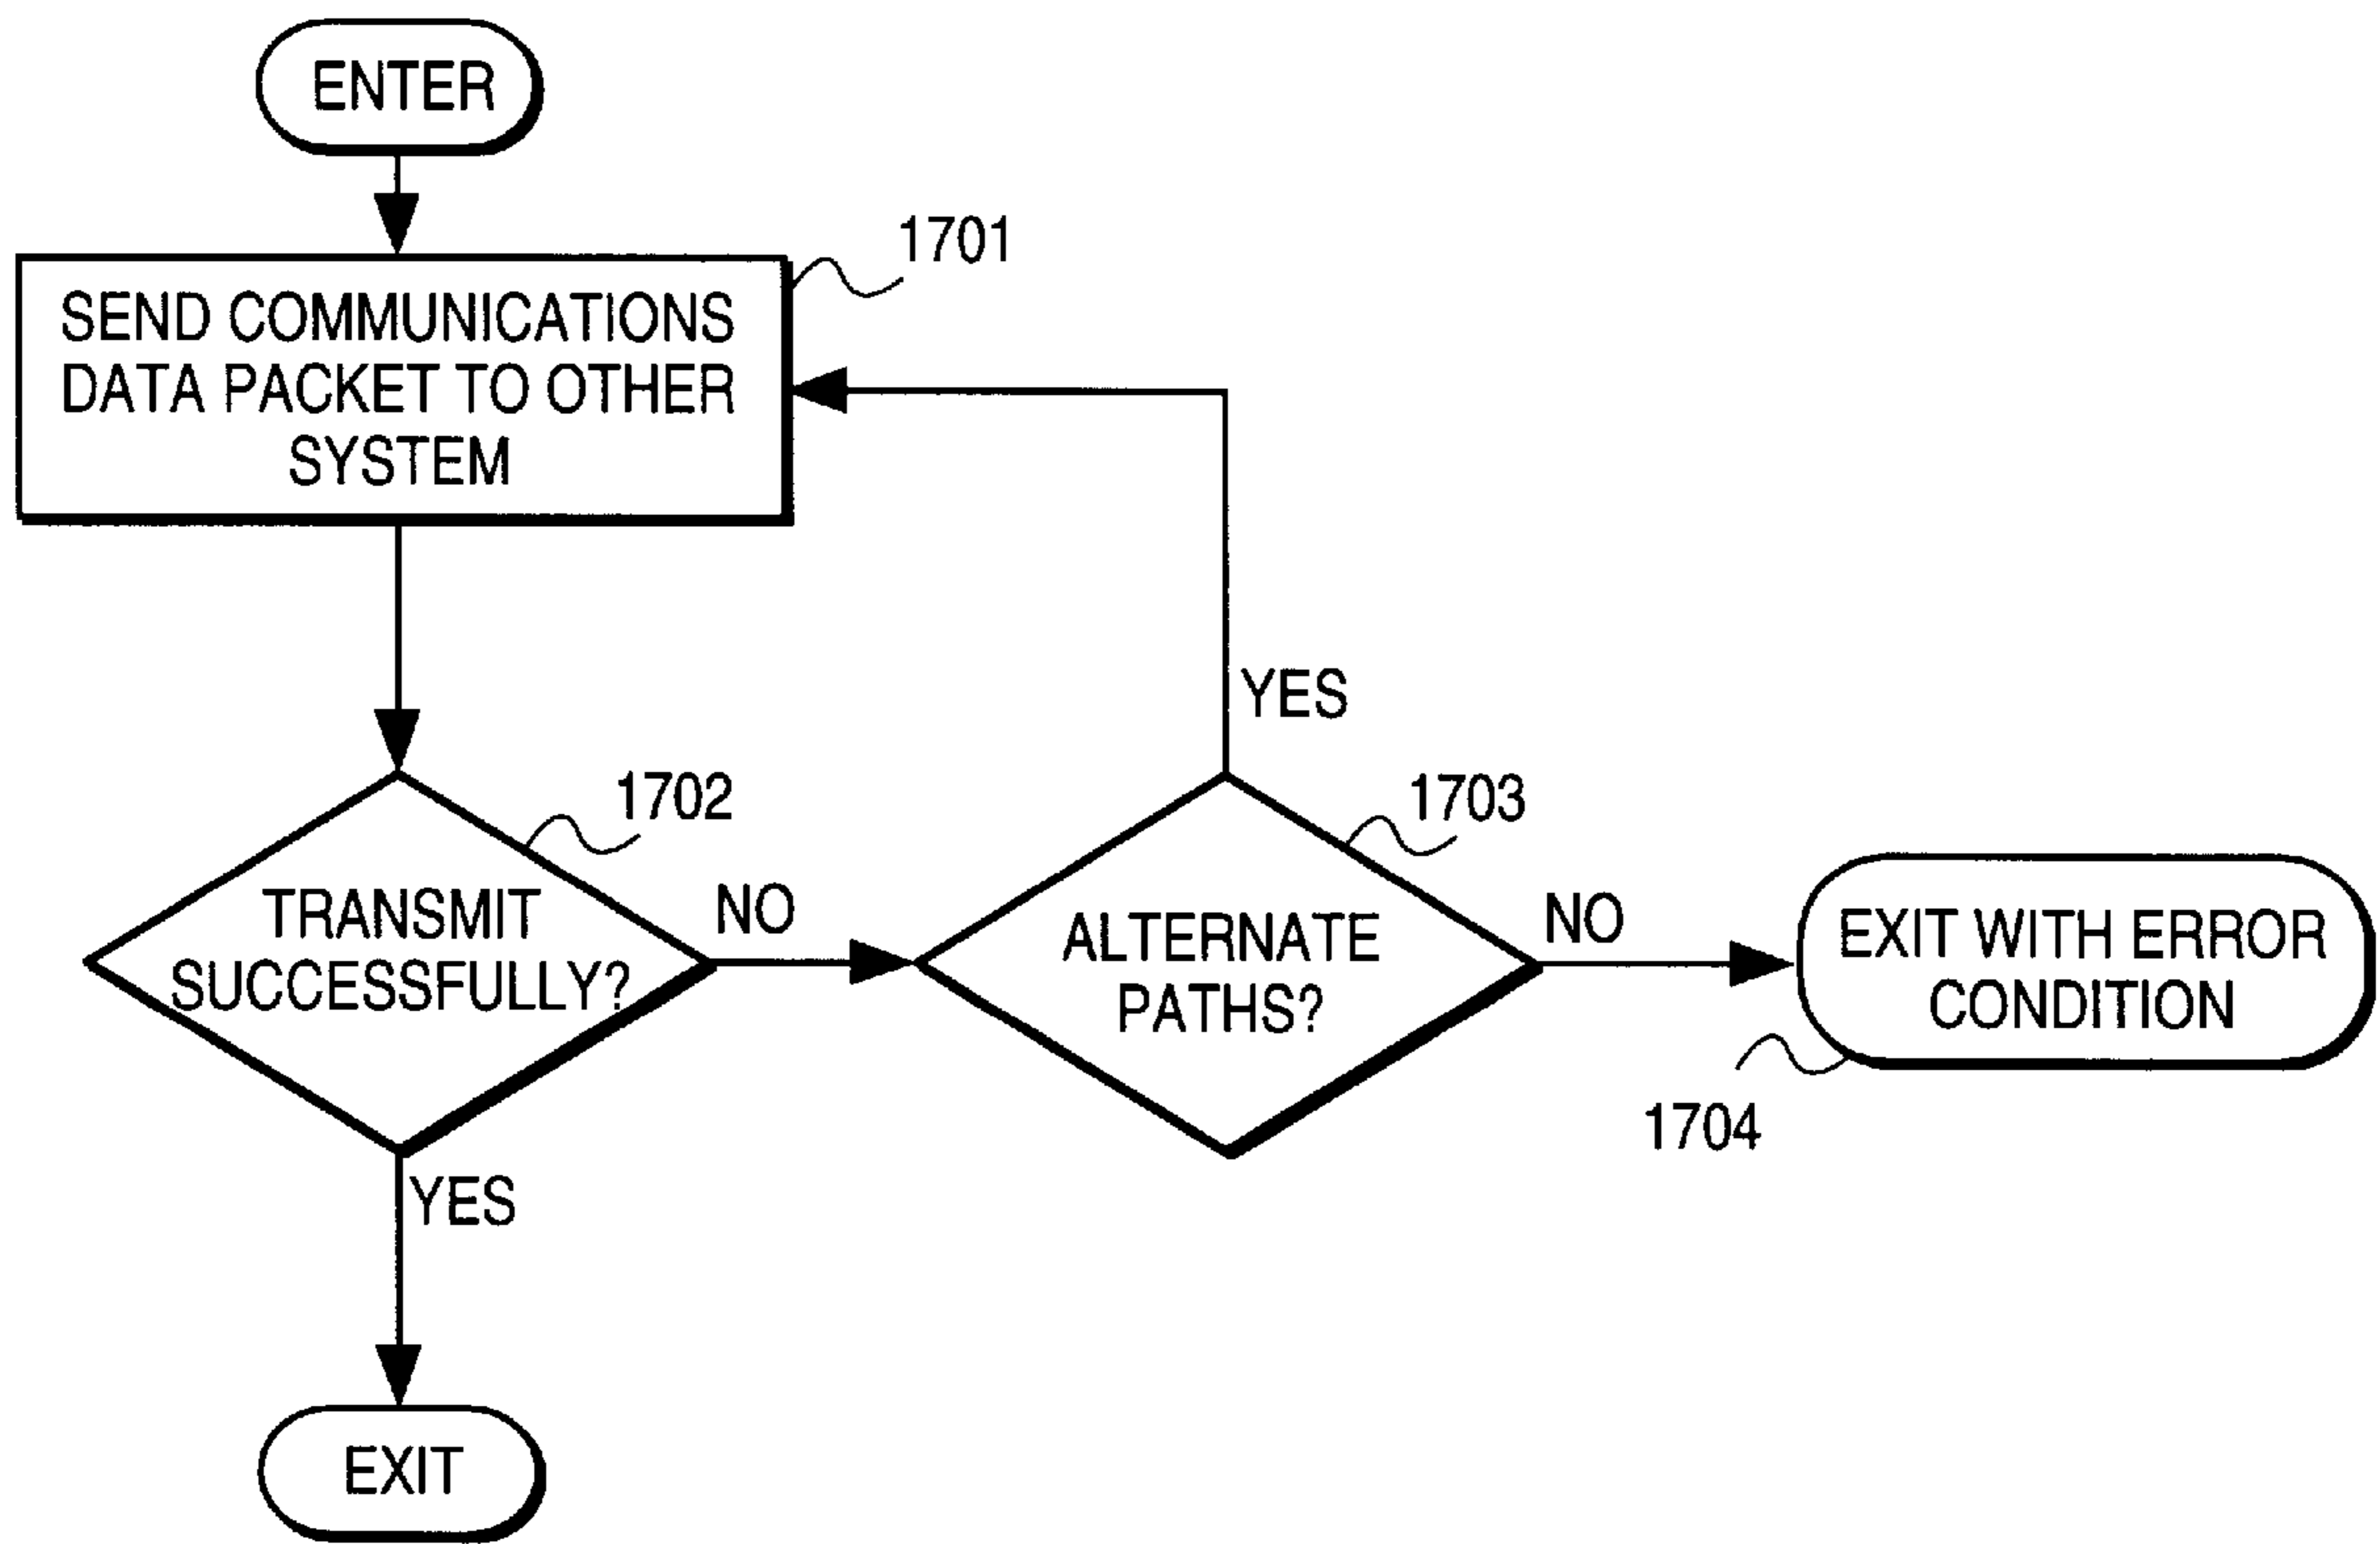 ENTER
1701
SEND COMMUNICATIONS
DATA PACKET TO OTHER
SYSTEM
YES
1702
1703
TRANSMIT
SUCCESSFULLY?
NO
ALTERNATE
PATHS?
NO
EXIT WITH ERROR
CONDITION
1704
YES
EXIT